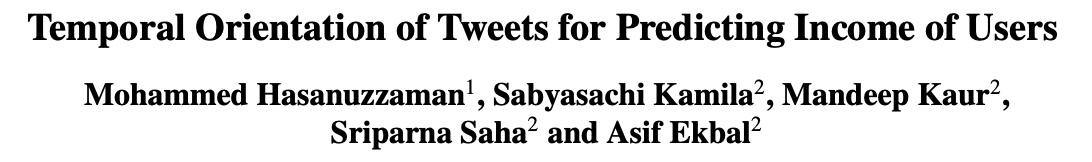 Temporal Orientation of Tweets for Predicting Income of Users
Mohammed Hasanuzzaman¹, Sabyasachi Kamila², Mandeep Kaur²,
Sriparna Saha² and Asif Ekbal²